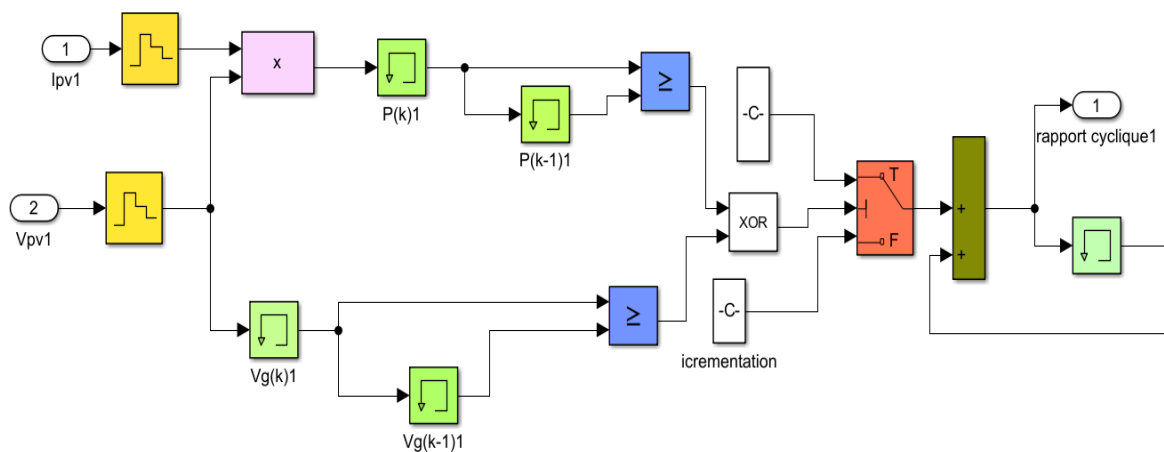 1
Ipv1
x
P(k)1
P(k-1)1
≥
-C-
1
rapport cyclique1
2
Vpv1
XOR
T
F
+
+
Vg(k)1
Vg(k-1)1
≥
-C-
icrementation